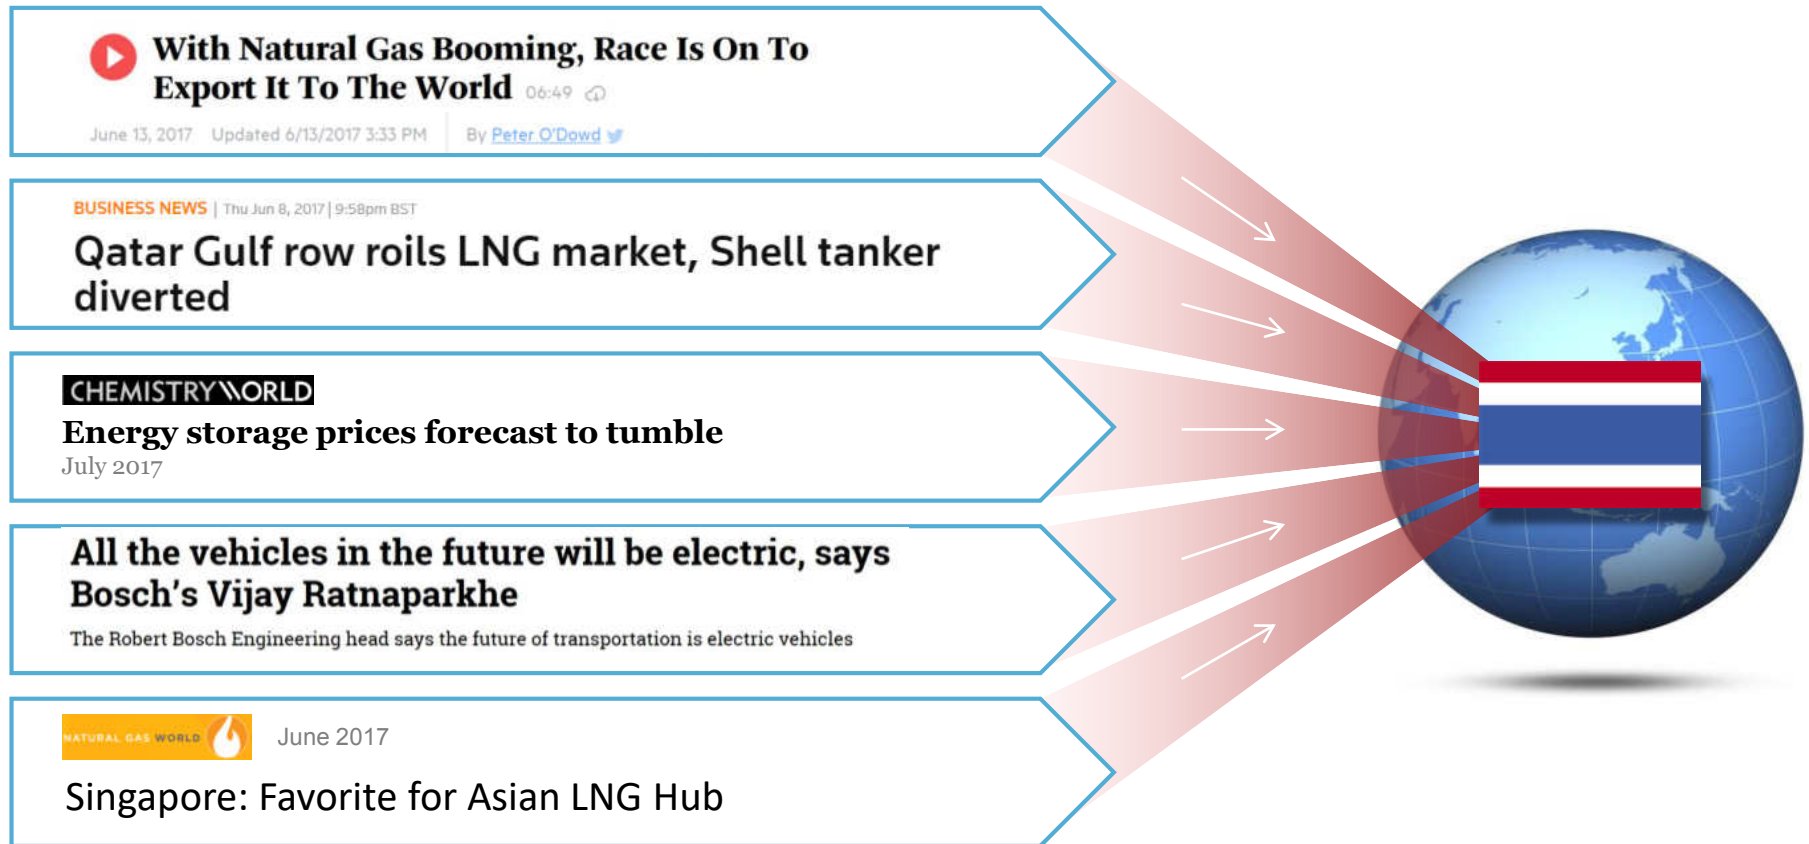 With Natural Gas Booming, Race Is On To
Export It To The World 06:49
June 13, 2017 Updated 6/13/2017 3:33 PM By Peter O'Dowd
BUSINESS NEWS | Thu Jun 8, 2017 | 9:58pm BST
Qatar Gulf row roils LNG market, Shell tanker
diverted
CHEMISTRY WORLD
Energy storage prices forecast to tumble
July 2017
All the vehicles in the future will be electric, says
Bosch's Vijay Ratnaparkhe
The Robert Bosch Engineering head says the future of transportation is electric vehicles
NATURAL GAS WORLD June 2017
Singapore: Favorite for Asian LNG Hub